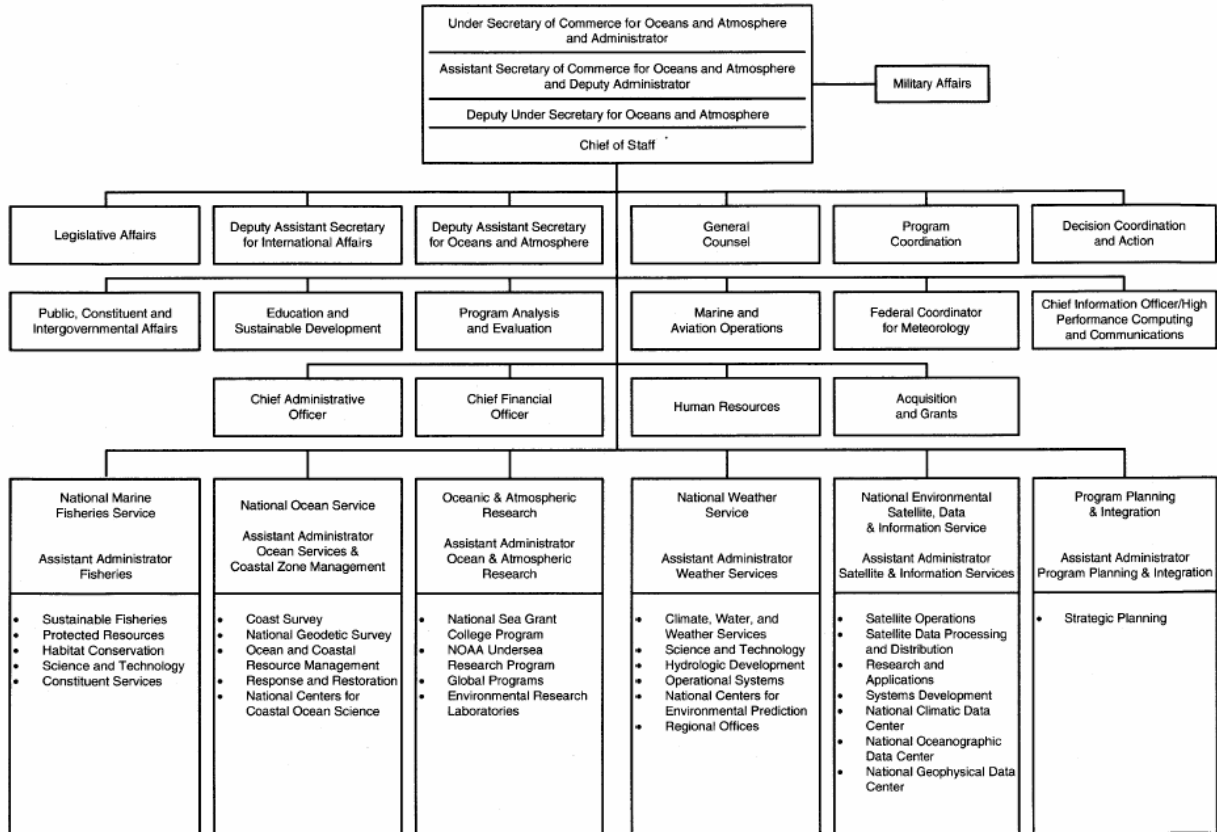 Under Secretary of Commerce for Oceans and Atmosphere
and Administrator
Assistant Secretary of Commerce for Oceans and Atmosphere
and Deputy Administrator
Deputy Under Secretary for Oceans and Atmosphere
Chief of Staff
Military Affairs
Legislative Affairs
Deputy Assistant Secretary
for International Affairs
Deputy Assistant Secretary
for Oceans and Atmosphere
General
Counsel
Program
Coordination
Decision Coordination
and Action
Public, Constituent and
Intergovernmental Affairs
Education and
Sustainable Development
Program Analysis
and Evaluation
Marine and
Aviation Operations
Federal Coordinator
for Meteorology
Chief Information Officer/High
Performance Computing
and Communications
Chief Administrative
Officer
Chief Financial
Officer
Human Resources
Acquisition
and Grants
National Marine
Fisheries Service
Assistant Administrator
Fisheries
• Sustainable Fisheries
• Protected Resources
• Habitat Conservation
• Science and Technology
• Constituent Services
National Ocean Service
Assistant Administrator
Ocean Services &
Coastal Zone Management
• Coast Survey
• National Geodetic Survey
• Ocean and Coastal
Resource Management
• Response and Restoration
• National Centers for
Coastal Ocean Science
Oceanic & Atmospheric
Research
Assistant Administrator
Ocean & Atmospheric
Research
• National Sea Grant
College Program
• NOAA Undersea
Research Program
• Global Programs
• Environmental Research
Laboratories
National Weather
Service
Assistant Administrator
Weather Services
• Climate, Water, and
Weather Services
• Science and Technology
• Hydrologic Development
• Operational Systems
• National Centers for
Environmental Prediction
• Regional Offices
National Environmental
Satellite, Data
& Information Service
Assistant Administrator
Satellite & Information Services
• Satellite Operations
• Satellite Data Processing
and Distribution
• Research and
Applications
• Systems Development
• National Climatic Data
Center
• National Oceanographic
Data Center
• National Geophysical Data
Center
Program Planning
& Integration
Assistant Administrator
Program Planning & Integration
• Strategic Planning